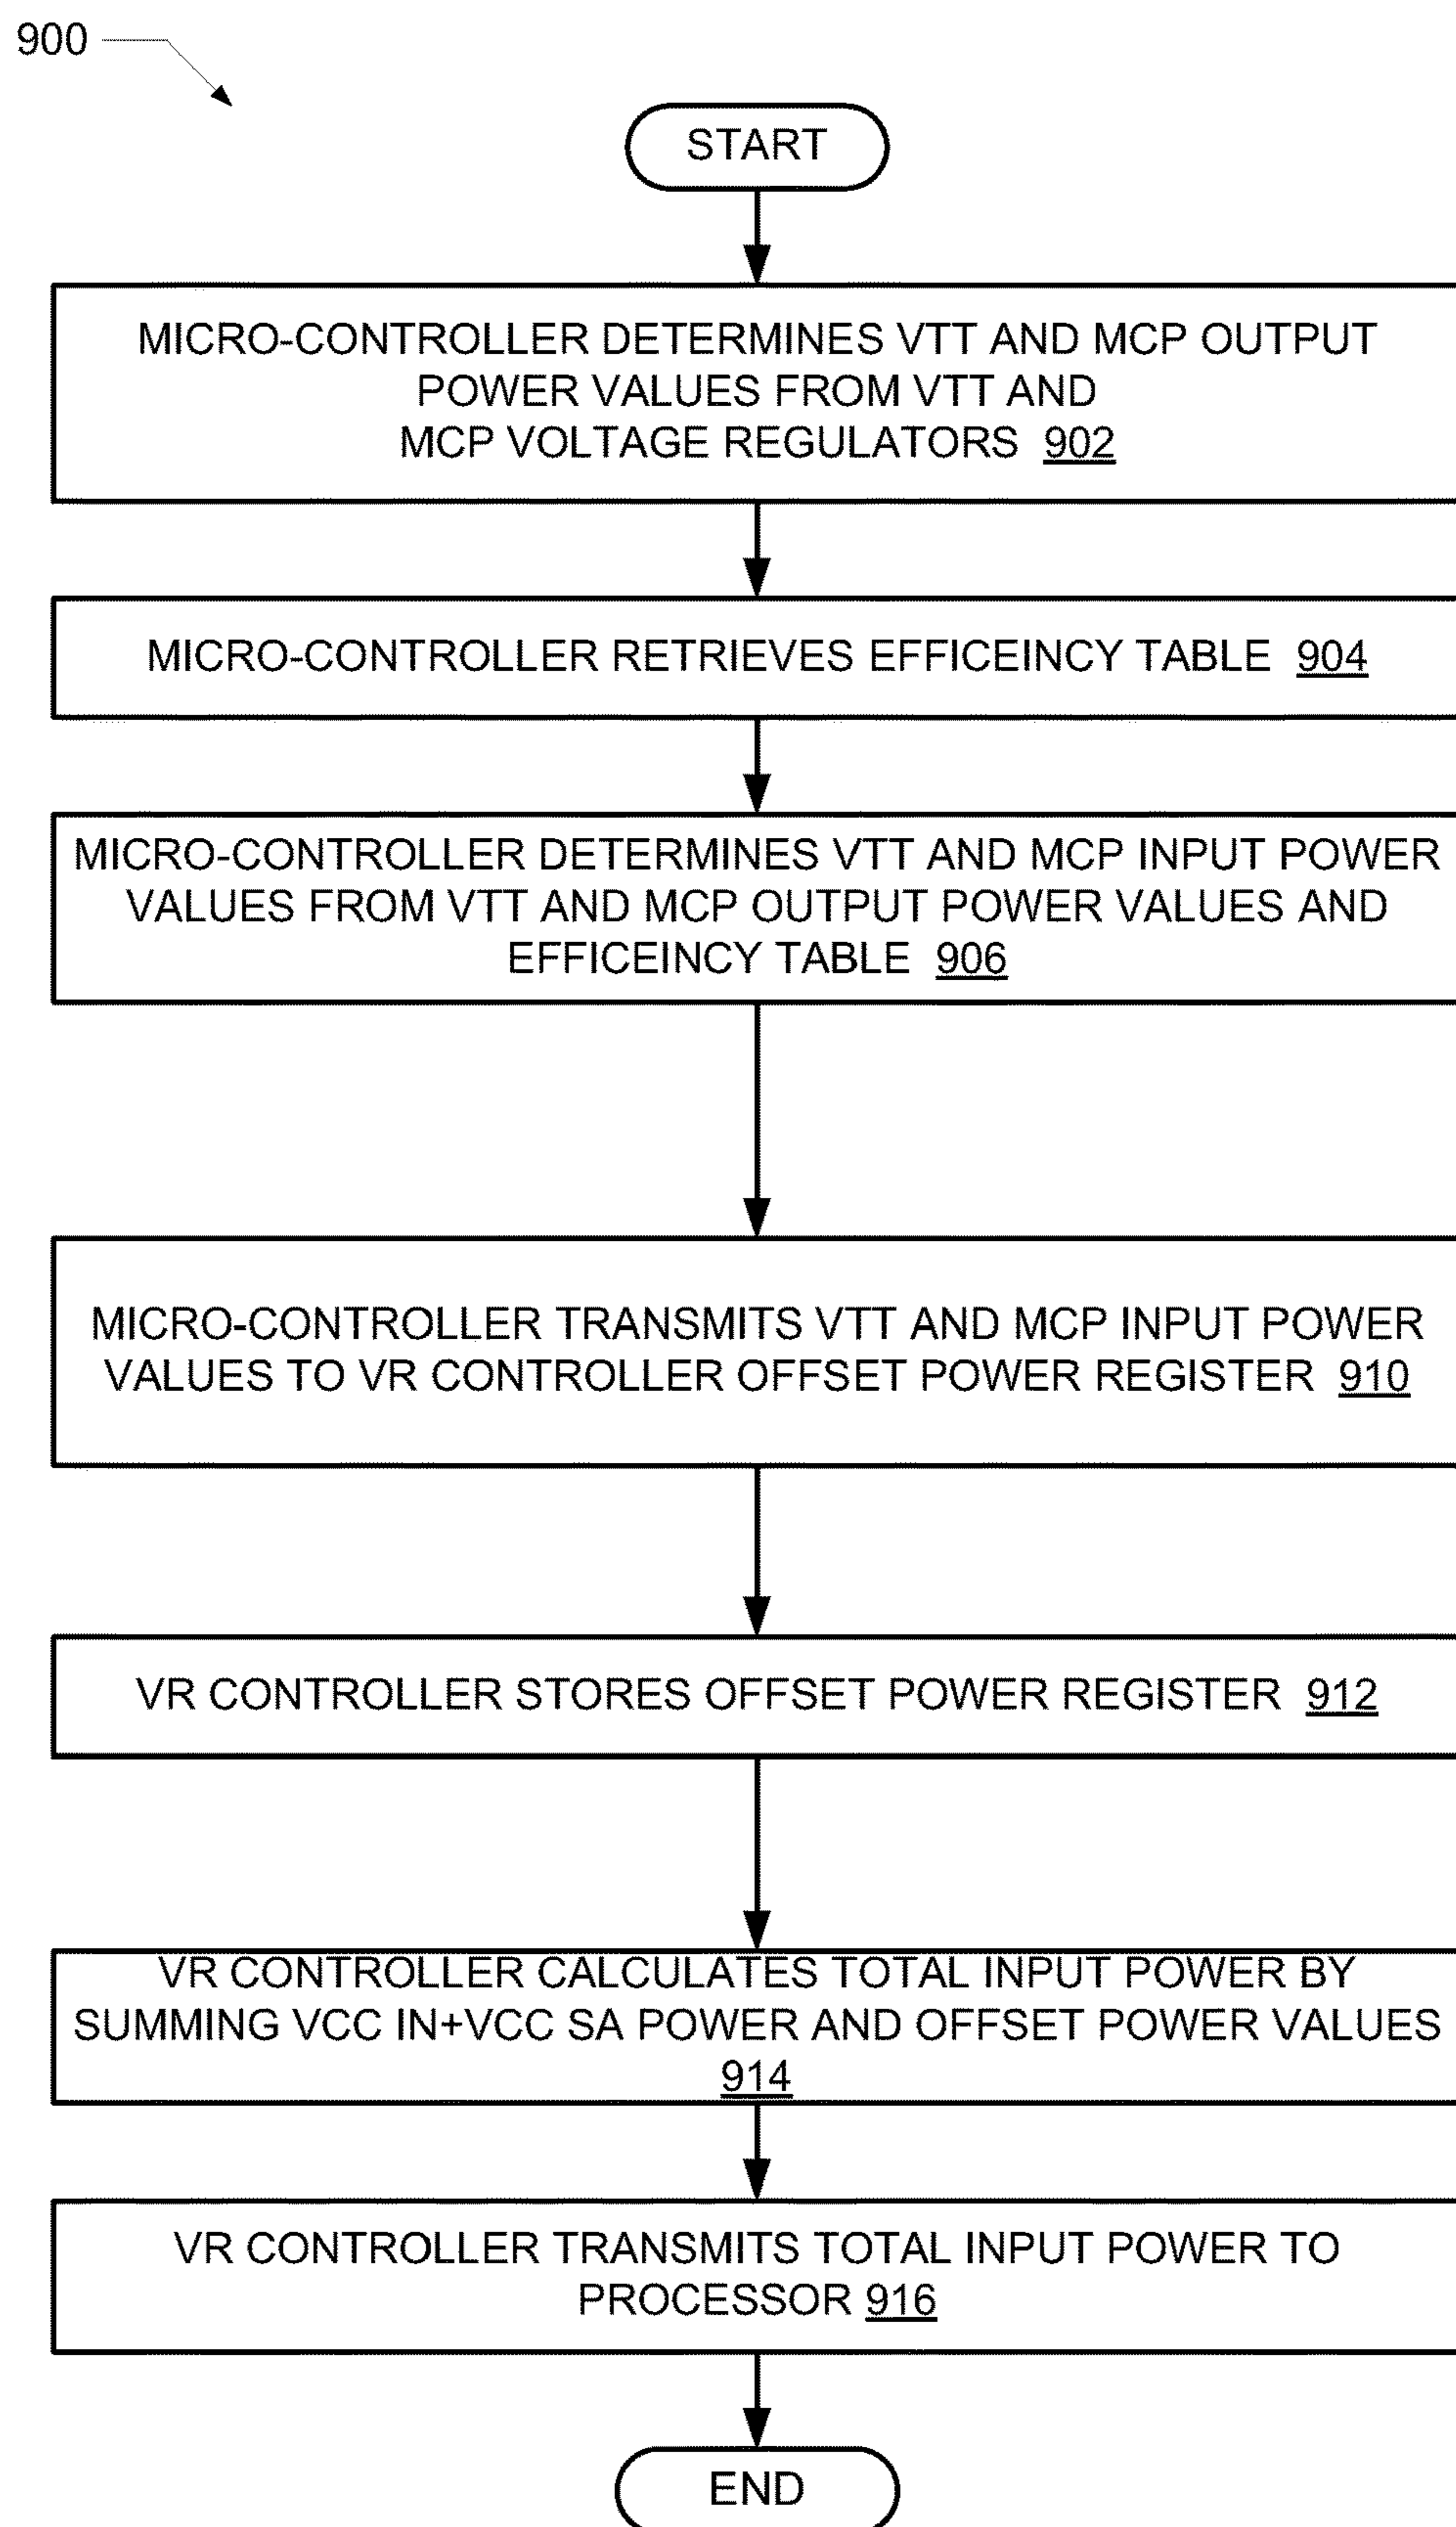 900
START
MICRO-CONTROLLER DETERMINES VTT AND MCP OUTPUT
POWER VALUES FROM VTT AND
MCP VOLTAGE REGULATORS 902
MICRO-CONTROLLER RETRIEVES EFFICEINCY TABLE 904
MICRO-CONTROLLER DETERMINES VTT AND MCP INPUT POWER
VALUES FROM VTT AND MCP OUTPUT POWER VALUES AND
EFFICEINCY TABLE 906
MICRO-CONTROLLER TRANSMITS VTT AND MCP INPUT POWER
VALUES TO VR CONTROLLER OFFSET POWER REGISTER 910
VR CONTROLLER STORES OFFSET POWER REGISTER 912
VR CONTROLLER CALCULATES TOTAL INPUT POWER BY
SUMMING VCC IN+VCC SA POWER AND OFFSET POWER VALUES
914
VR CONTROLLER TRANSMITS TOTAL INPUT POWER TO
PROCESSOR 916
END